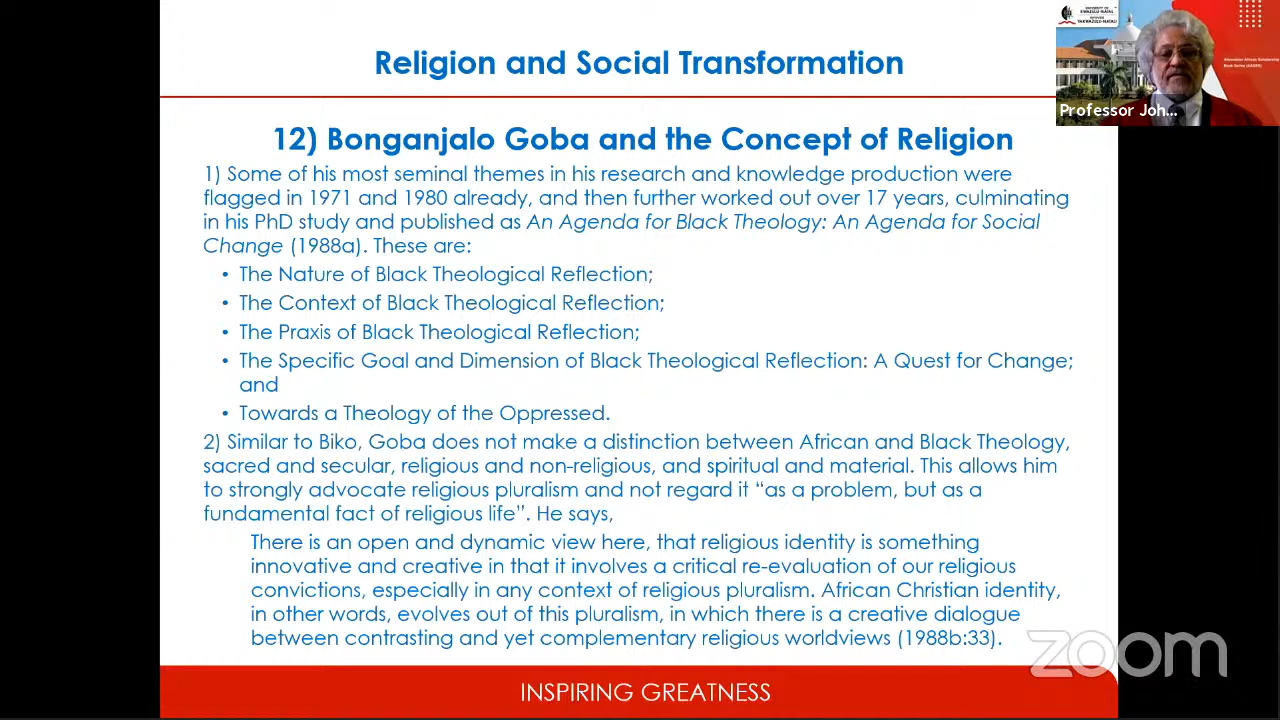 Religion and Social Transformation
UNIVERSITY OF
KWAZULU-NATAL
INYUVESI
YAKWAZULU-NATALI
Professor Joh...
12) Bonganjalo Goba and the Concept of Religion
1) Some of his most seminal themes in his research and knowledge production were
flagged in 1971 and 1980 already, and then further worked out over 17 years, culminating
in his PhD study and published as An Agenda for Black Theology: An Agenda for Social
Change (1988a). These are:
• The Nature of Black Theological Reflection;
• The Context of Black Theological Reflection;
• The Praxis of Black Theological Reflection;
• The Specific Goal and Dimension of Black Theological Reflection: A Quest for Change;
and
• Towards a Theology of the Oppressed.
2) Similar to Biko, Goba does not make a distinction between African and Black Theology,
sacred and secular, religious and non-religious, and spiritual and material. This allows him
to strongly advocate religious pluralism and not regard it “as a problem, but as a
fundamental fact of religious life”. He says,
There is an open and dynamic view here, that religious identity is something
innovative and creative in that it involves a critical re-evaluation of our religious
convictions, especially in any context of religious pluralism. African Christian identity,
in other words, evolves out of this pluralism, in which there is a creative dialogue
between contrasting and yet complementary religious worldviews (1988b:33).
zoom
INSPIRING GREATNESS